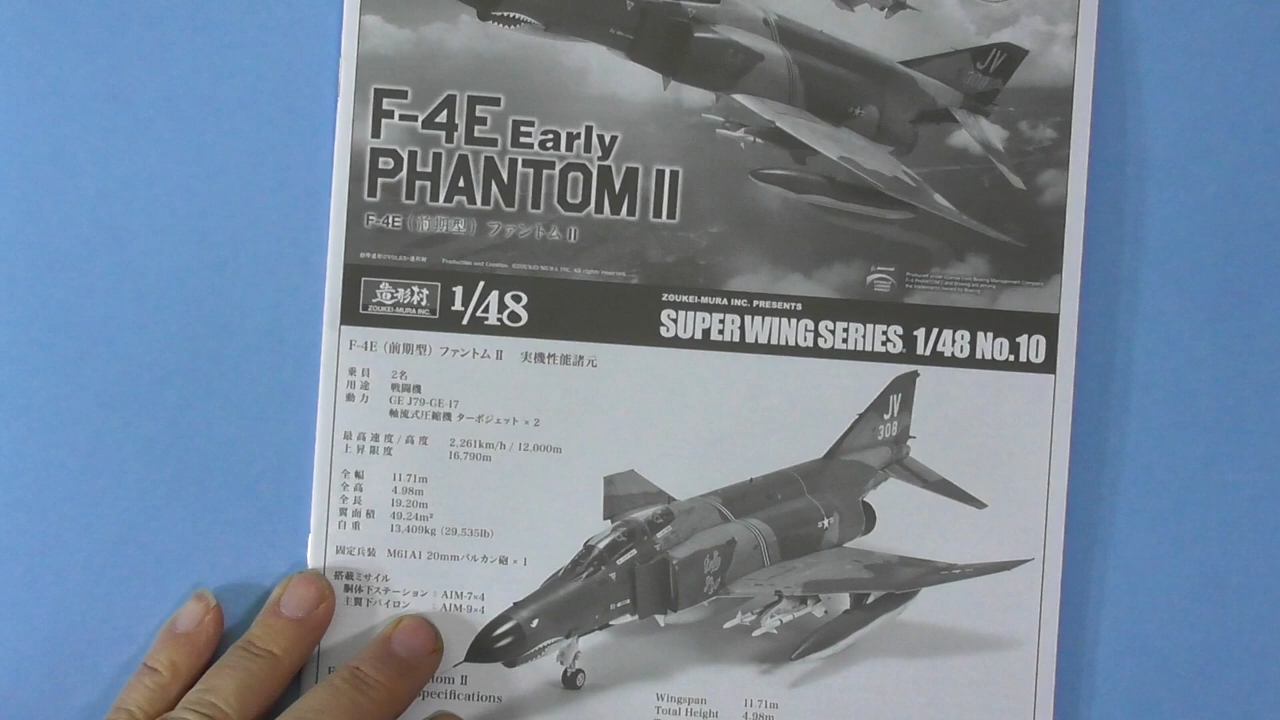 JV
308
F-4E Early
PHANTOM II
F-4E (前期型) ファントム II
造形村
ZOUKEI-MURA INC.
1/48
ZOUKEI-MURA INC. PRESENTS
SUPER WING SERIES 1/48 No.10
F-4E (前期型) ファントム II 実機性能諸元
乗員 2名
用途 戦闘機
動力 GE J79-GE-17
軸流式圧縮機 ターボジェット × 2
最高速度/高度 2,261km/h / 12,000m
上昇限度 16,790m
全幅 11.71m
全高 4.98m
全長 19.20m
翼面積 49.24m²
自重 13,409kg (29,535lb)
固定兵装 M61A1 20mmバルカン砲 × 1
搭載ミサイル
胴体下ステーション : AIM-7×4
主翼下パイロン : AIM-9×4
JV
308
II
Specifications
Wingspan 11.71m
Total Height 4.98m